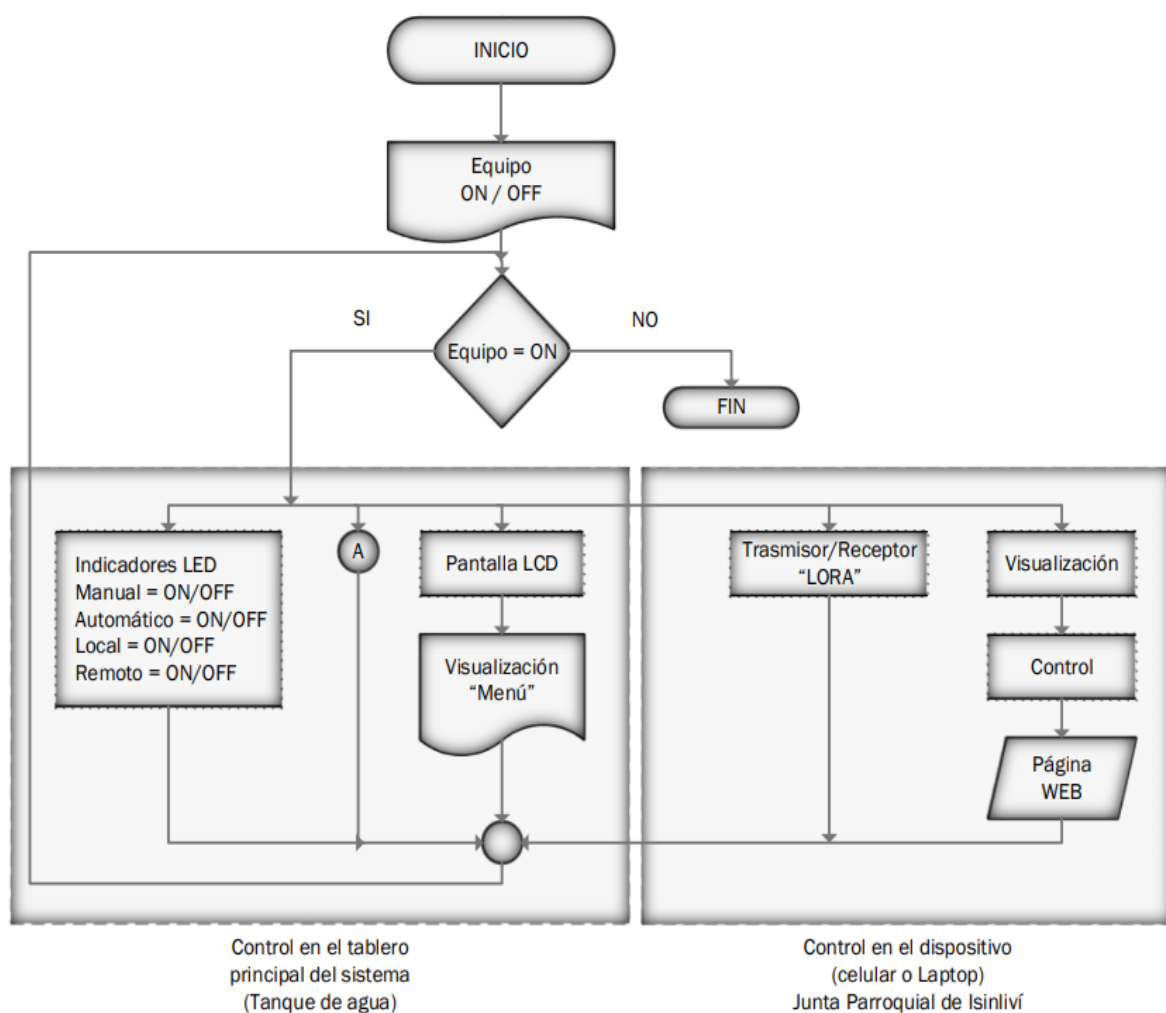 INICIO
Equipo
ON / OFF
SI
NO
Equipo = ON
FIN
Indicadores LED
Manual = ON/OFF
Automático = ON/OFF
Local = ON/OFF
Remoto = ON/OFF
A
Pantalla LCD
Visualización
“Menú”
Trasmisor/Receptor
“LORA”
Visualización
Control
Página
WEB
Control en el tablero
principal del sistema
(Tanque de agua)
Control en el dispositivo
(celular o Laptop)
Junta Parroquial de Isinliví